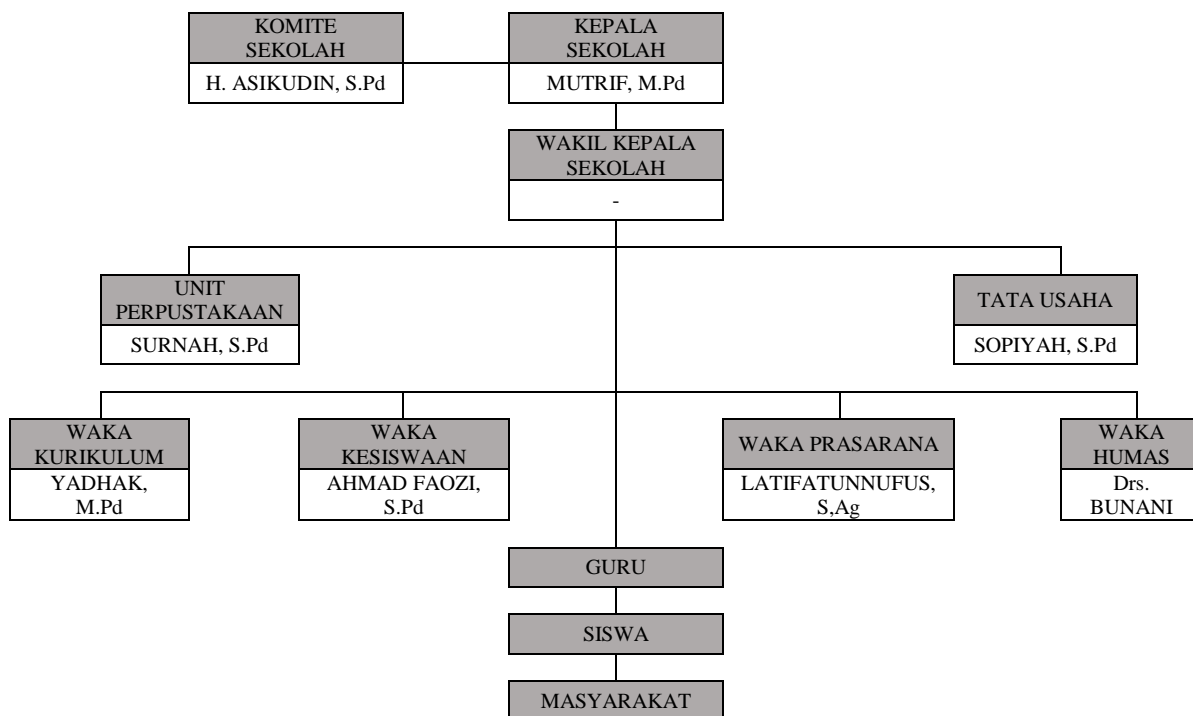 KOMITE
SEKOLAH
H. ASIKUDIN, S.Pd
KEPALA
SEKOLAH
MUTRIF, M.Pd
WAKIL KEPALA
SEKOLAH
-
UNIT
PERPUSTAKAAN
SURNAH, S.Pd
TATA USAHA
SOPIYAH, S.Pd
WAKA
KURIKULUM
YADHAK,
M.Pd
WAKA
KESISWAAN
AHMAD FAOZI,
S.Pd
WAKA PRASARANA
LATIFATUNNUFUS,
S,Ag
WAKA
HUMAS
Drs.
BUNANI
GURU
SISWA
MASYARAKAT